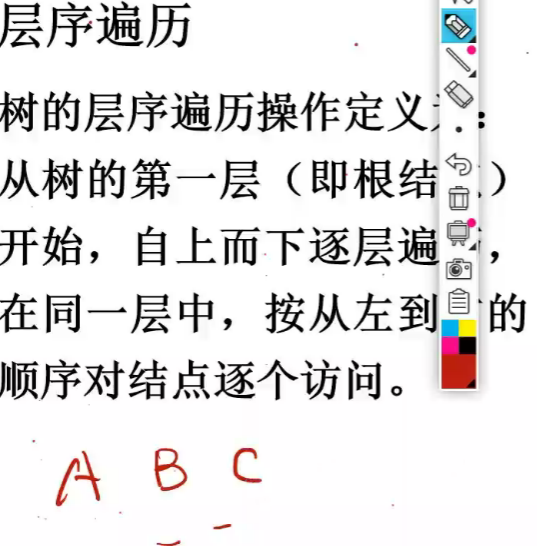 层序遍历
树的层序遍历操作定义:
从树的第一层（即根结）
开始，自上而下逐层遍，
在同一层中，按从左到的
顺序对结点逐个访问。
A B C